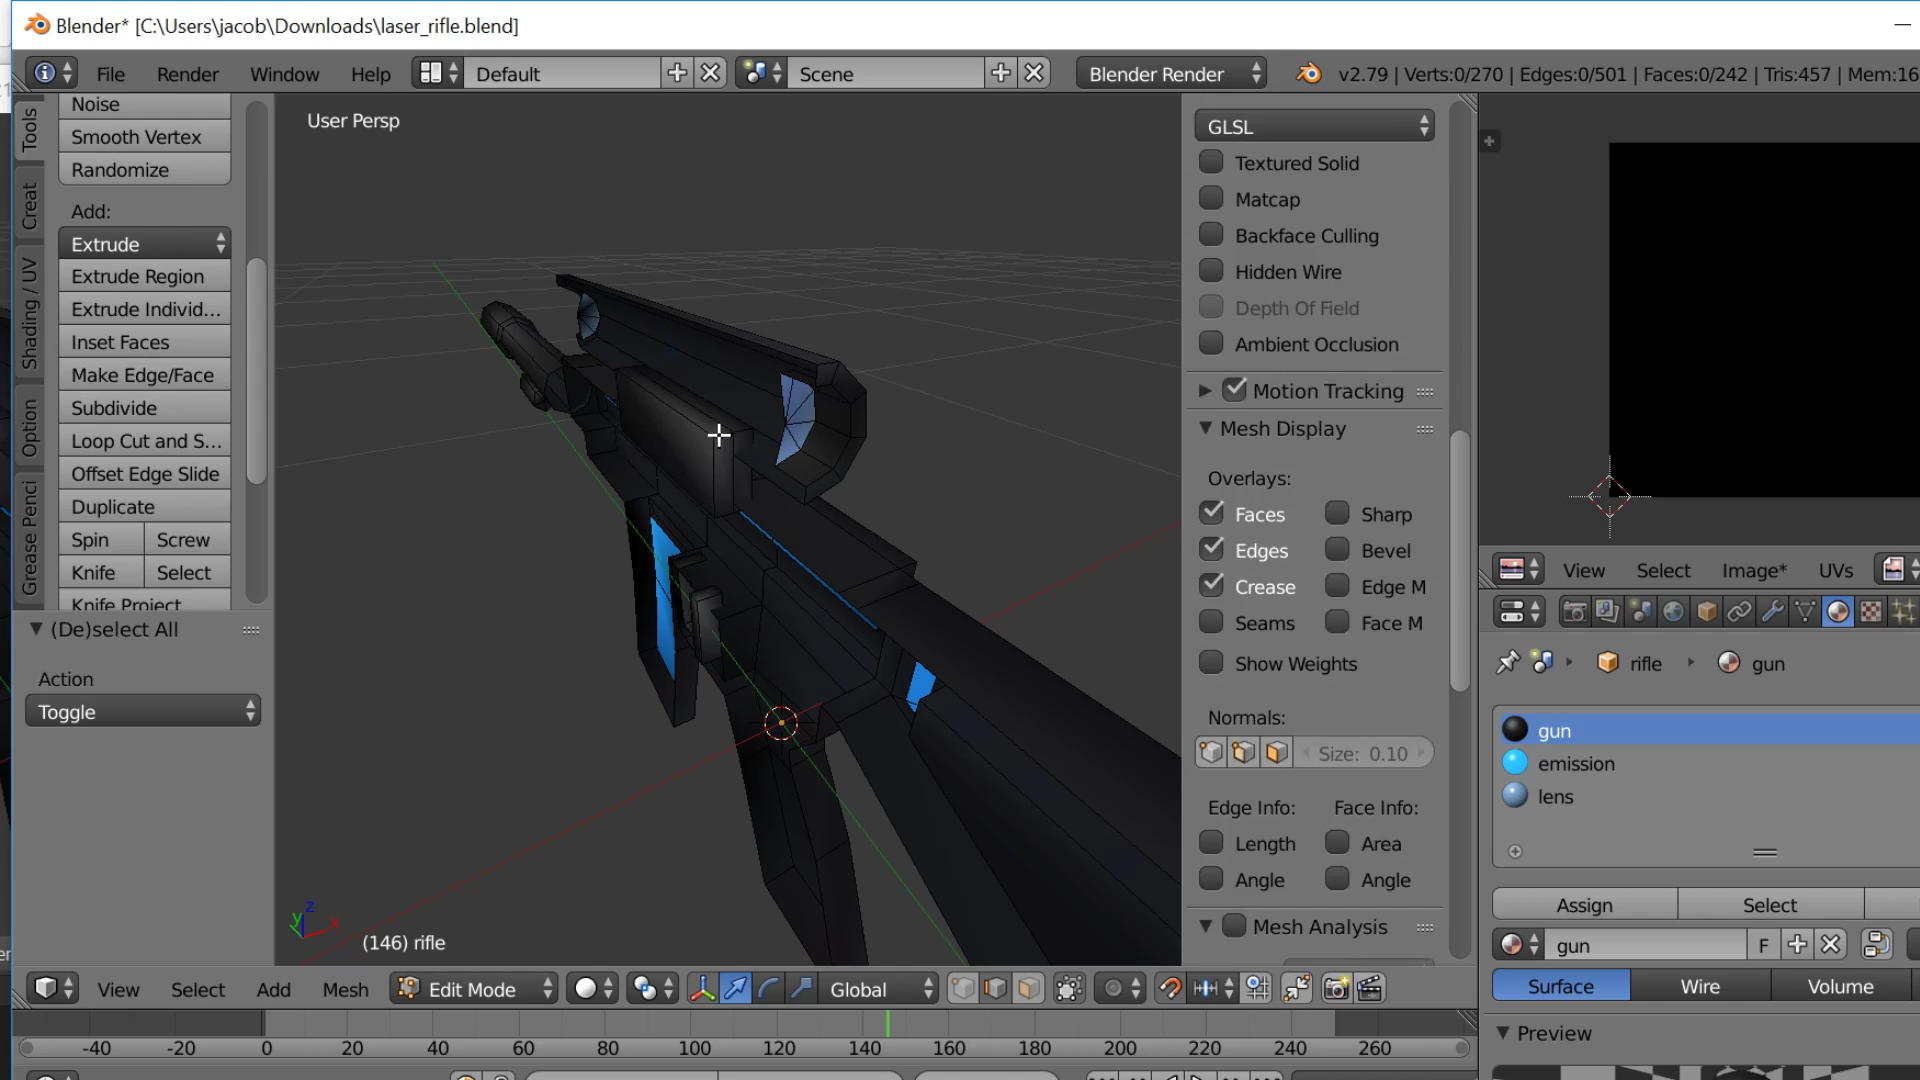 Blender* [C:\Users\jacob\Downloads\laser_rifle.blend]
File Render Window Help Default Scene Blender Render v2.79 | Verts:0/270 | Edges:0/501 | Faces:0/242 | Tris:457 | Mem:16
Tools
Creat
Shading / UV
Option
Grease Penci
Noise
Smooth Vertex
Randomize
Add:
Extrude
Extrude Region
Extrude Individ...
Inset Faces
Make Edge/Face
Subdivide
Loop Cut and S...
Offset Edge Slide
Duplicate
Spin Screw
Knife Select
Knife Project
(De)select All
Action
Toggle
User Persp
z
y x
(146) rifle
GLSL
Textured Solid
Matcap
Backface Culling
Hidden Wire
Depth Of Field
Ambient Occlusion
Motion Tracking
Mesh Display
Overlays:
Faces Sharp
Edges Bevel
Crease Edge M
Seams Face M
Show Weights
Normals:
Size: 0.10
Edge Info: Face Info:
Length Area
Angle Angle
Mesh Analysis
View Select Image* UVs
rifle gun
gun
emission
lens
Assign Select
gun F
Surface Wire Volume
Preview
View Select Add Mesh Edit Mode Global
-40 -20 0 20 40 60 80 100 120 140 160 180 200 220 240 260